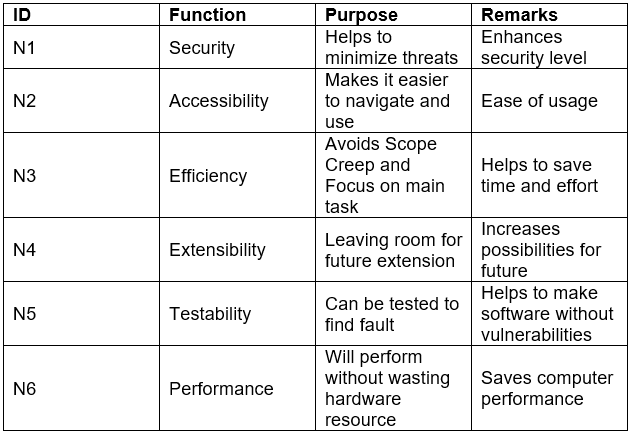 ID Function Purpose Remarks
N1 Security Helps to minimize threats Enhances security level
N2 Accessibility Makes it easier to navigate and use Ease of usage
N3 Efficiency Avoids Scope Creep and Focus on main task Helps to save time and effort
N4 Extensibility Leaving room for future extension Increases possibilities for future
N5 Testability Can be tested to find fault Helps to make software without vulnerabilities
N6 Performance Will perform without wasting hardware resource Saves computer performance